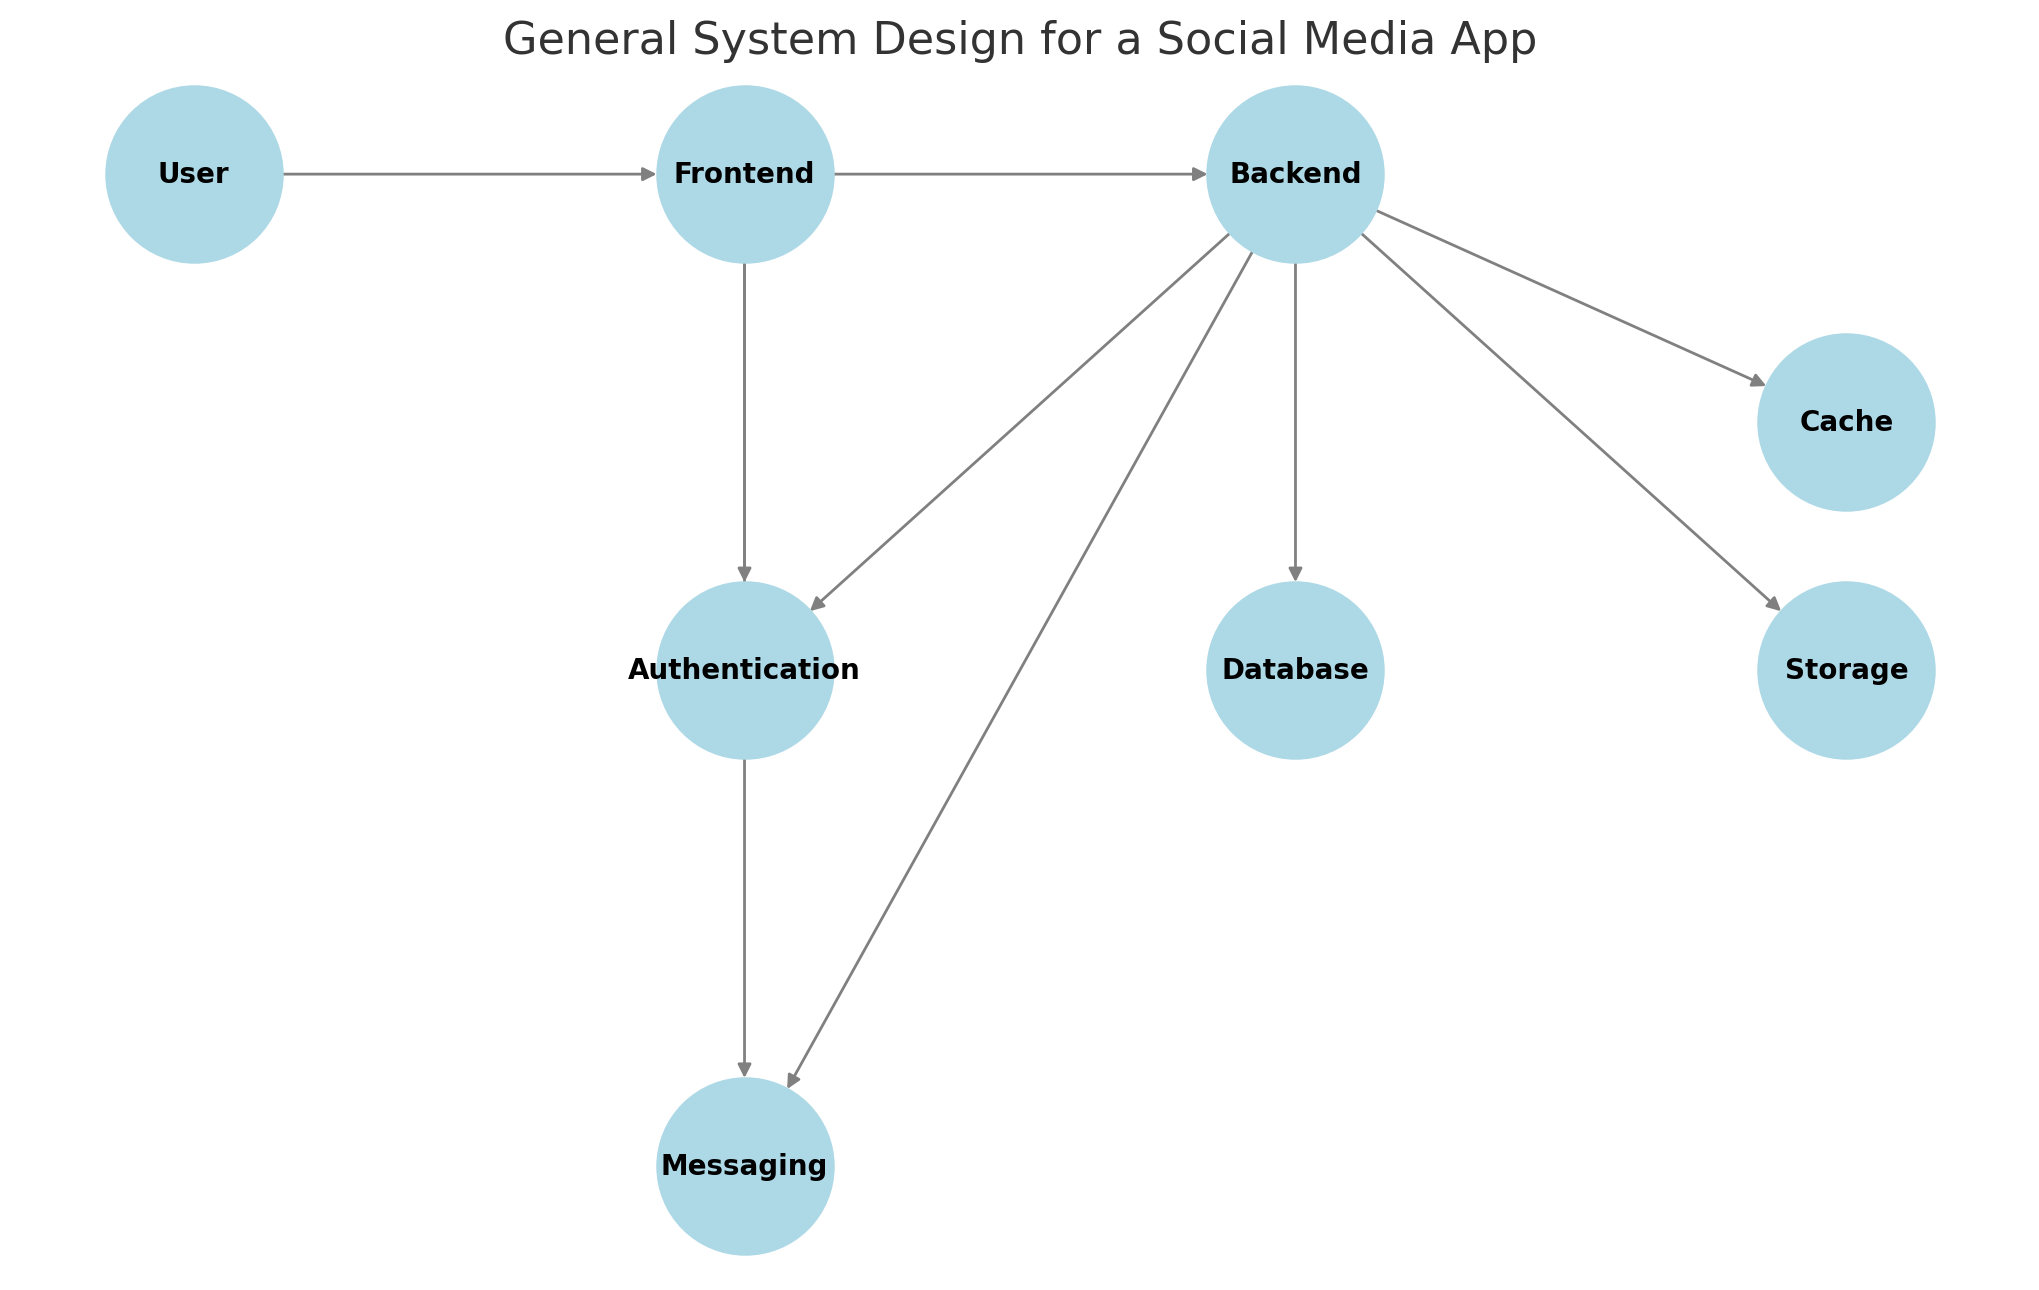 General System Design for a Social Media App
User
Frontend
Backend
Cache
Authentication
Database
Storage
Messaging